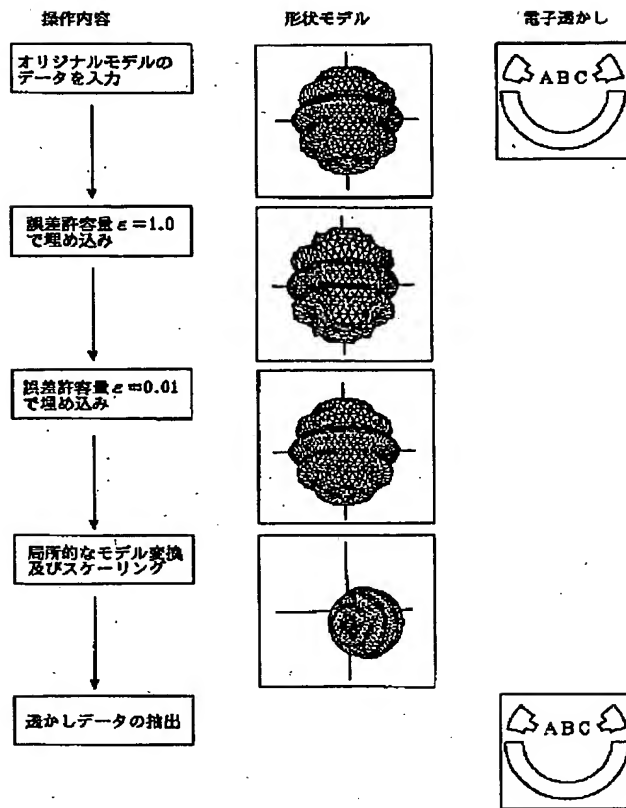 操作内容
形状モデル
電子透かし
オリジナルモデルの
データを入力
ABC
誤差許容量ε=1.0
で埋め込み
誤差許容量ε=0.01
で埋め込み
局所的なモデル変換
及びスケーリング
透かしデータの抽出
ABC